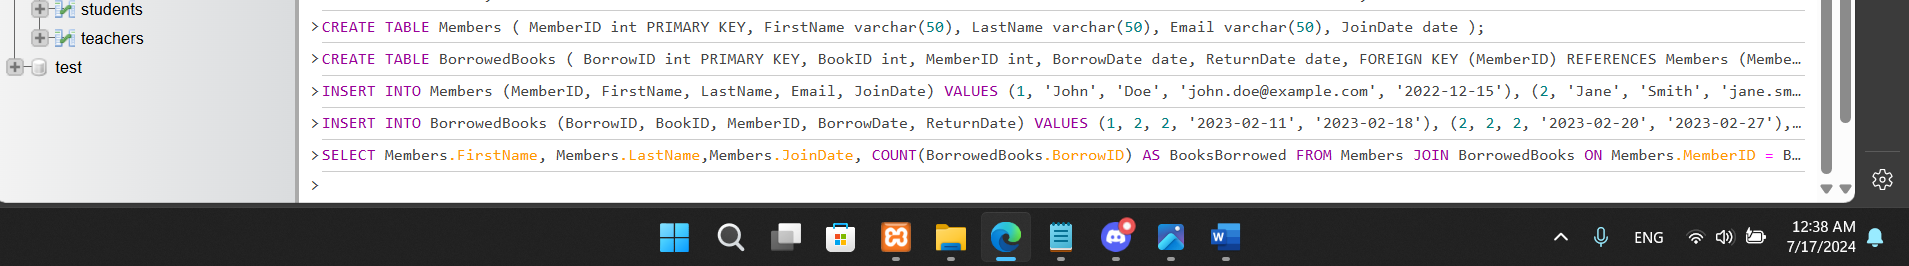 students
teachers
test
>CREATE TABLE Members ( MemberID int PRIMARY KEY, FirstName varchar(50), LastName varchar(50), Email varchar(50), JoinDate date );
>CREATE TABLE BorrowedBooks ( BorrowID int PRIMARY KEY, BookID int, MemberID int, BorrowDate date, ReturnDate date, FOREIGN KEY (MemberID) REFERENCES Members (Membe…
>INSERT INTO Members (MemberID, FirstName, LastName, Email, JoinDate) VALUES (1, 'John', 'Doe', 'john.doe@example.com', '2022-12-15'), (2, 'Jane', 'Smith', 'jane.sm…
>INSERT INTO BorrowedBooks (BorrowID, BookID, MemberID, BorrowDate, ReturnDate) VALUES (1, 2, 2, '2023-02-11', '2023-02-18'), (2, 2, 2, '2023-02-20', '2023-02-27'),…
>SELECT Members.FirstName, Members.LastName,Members.JoinDate, COUNT(BorrowedBooks.BorrowID) AS BooksBorrowed FROM Members JOIN BorrowedBooks ON Members.MemberID = B…
>
W
ENG
12:38 AM
7/17/2024